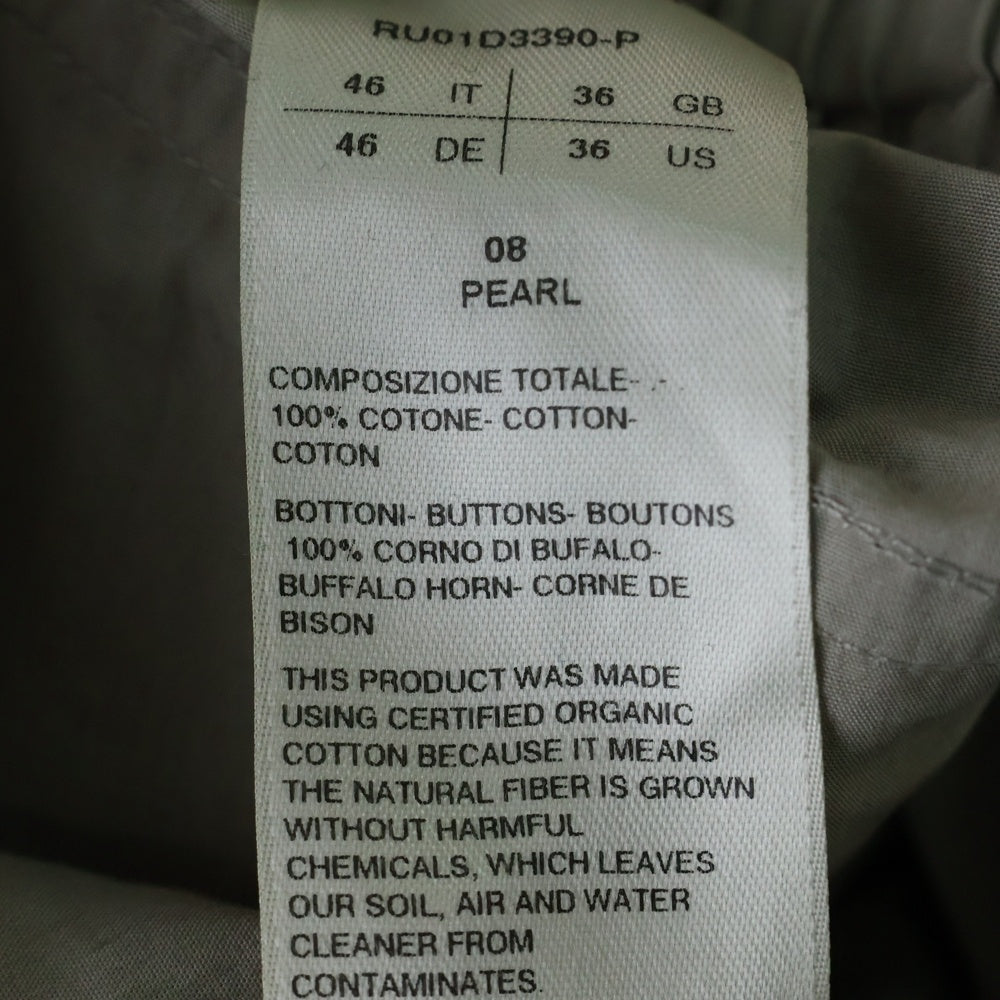 RU01D3390-P
46 IT 36 GB
46 DE 36 US
08
PEARL
COMPOSIZIONE TOTALE- .-
100% COTONE- COTTON-
COTON
BOTTONI- BUTTONS- BOUTONS
100% CORNO DI BUFALO-
BUFFALO HORN- CORNE DE
BISON
THIS PRODUCT WAS MADE
USING CERTIFIED ORGANIC
COTTON BECAUSE IT MEANS
THE NATURAL FIBER IS GROWN
WITHOUT HARMFUL
CHEMICALS, WHICH LEAVES
OUR SOIL, AIR AND WATER
CLEANER FROM
CONTAMINATES.